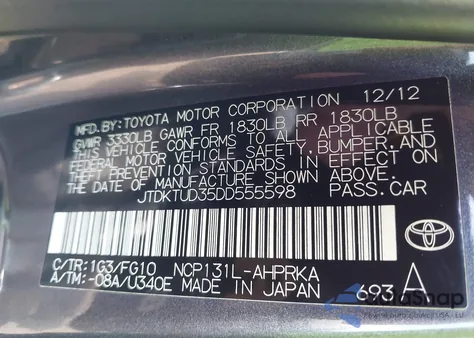 MFD.BY:TOYOTA MOTOR CORPORATION 12/12
GVWR 3330LB GAWR FR 1830LB RR 1830LB
THIS VEHICLE CONFORMS TO ALL APPLICABLE
FEDERAL MOTOR VEHICLE SAFETY, BUMPER, AND
THEFT PREVENTION STANDARDS IN EFFECT ON
THE DATE OF MANUFACTURE SHOWN ABOVE.
JTDKTUD35DD555598 PASS.CAR
TOYOTA
C/TR:1G3/FG10 NCP131L-AHPRKA
A/TM:-08A/U340E MADE IN JAPAN 693 A